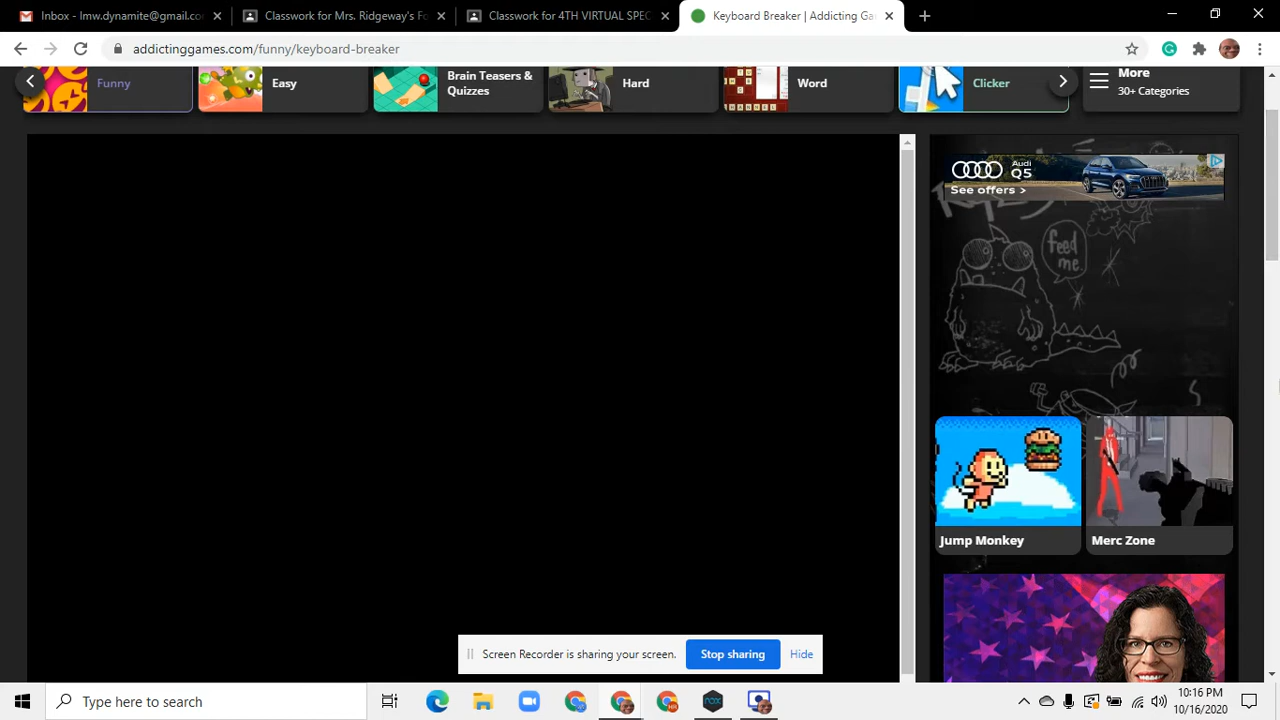 Inbox - lmw.dynamite@gmail.co
Classwork for Mrs. Ridgeway's Fo
Classwork for 4TH VIRTUAL SPEC
Keyboard Breaker | Addicting Ga
addictinggames.com/funny/keyboard-breaker
Funny
Easy
Brain Teasers &
Quizzes
Hard
Word
Clicker
More
30+ Categories
Audi
Q5
See offers >
feed
me.
Jump Monkey
Merc Zone
Screen Recorder is sharing your screen.
Stop sharing
Hide
Type here to search
nox
10:16 PM
10/16/2020